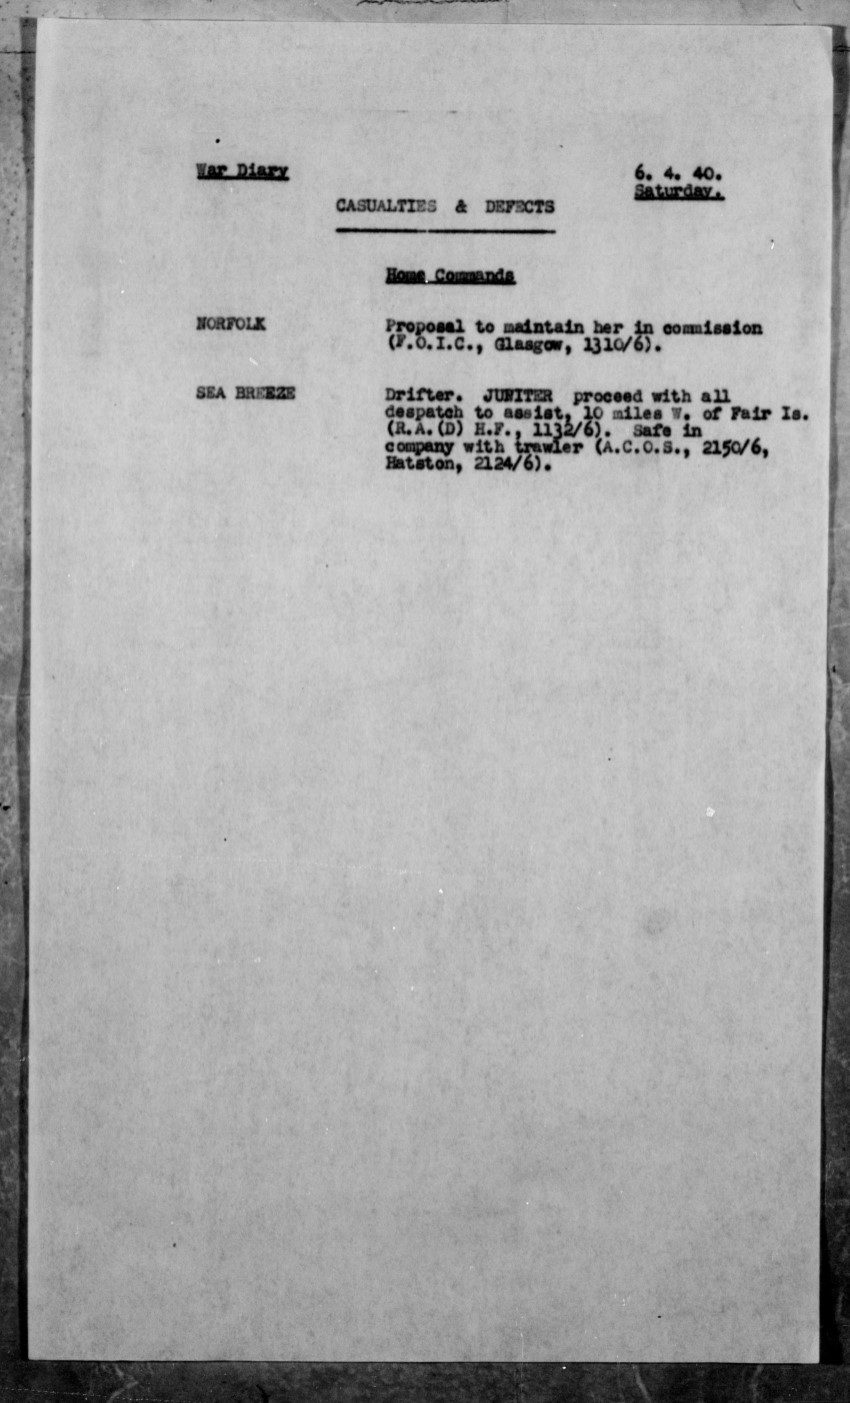 War Diary 6. 4. 40.
Saturday.
CASUALTIES & DEFECTS
Home Commands
NORFOLK Proposal to maintain her in commission
(F.O.I.C., Glasgow, 1310/6).
SEA BREEZE Drifter. JUPITER proceed with all
despatch to assist, 10 miles W. of Fair Is.
(R.A.(D) H.F., 1132/6). Safe in
company with trawler (A.C.O.S., 2150/6,
Hatston, 2124/6).